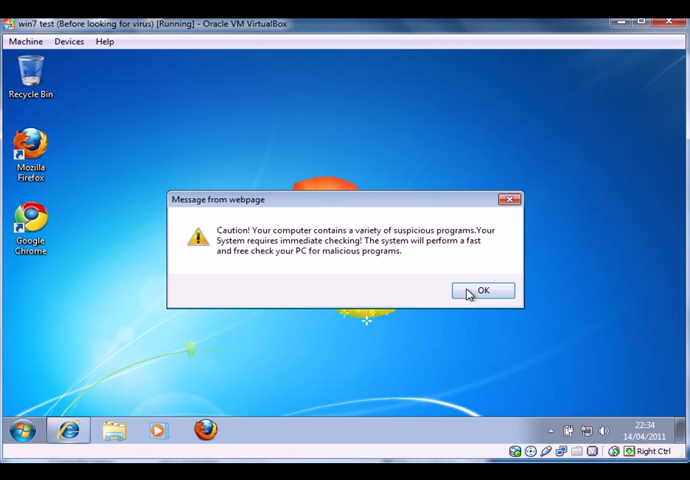 win7 test (Before looking for virus) [Running] - Oracle VM VirtualBox
Machine Devices Help
Recycle Bin
Mozilla
Firefox
Google
Chrome
Message from webpage
Caution! Your computer contains a variety of suspicious programs.Your
System requires immediate checking! The system will perform a fast
and free check your PC for malicious programs.
OK
22:34
14/04/2011
Right Ctrl